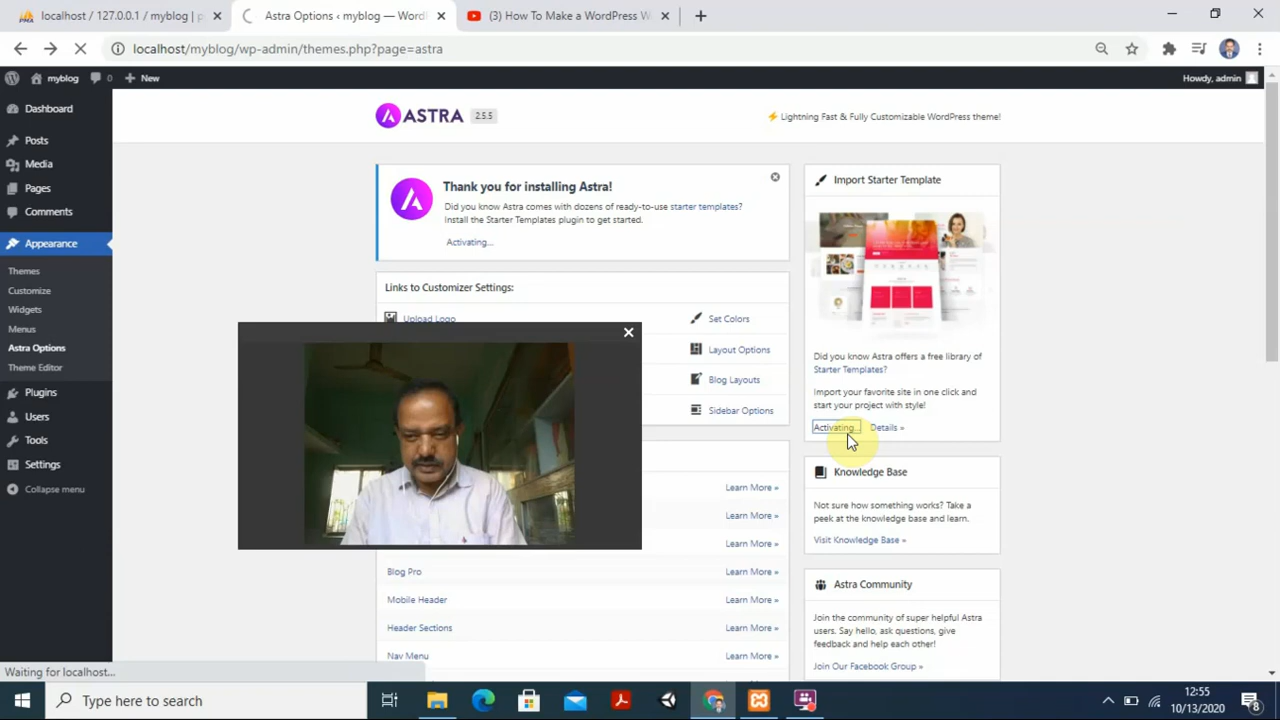 localhost / 127.0.0.1 / myblog | p
Astra Options ‹ myblog — WordP
(3) How To Make a WordPress W
localhost/myblog/wp-admin/themes.php?page=astra
myblog
0
New
Howdy, admin
Dashboard
Posts
Media
Pages
Comments
Appearance
Themes
Customize
Widgets
Menus
Astra Options
Theme Editor
Plugins
Users
Tools
Settings
Collapse menu
ASTRA 2.5.5
Lightning Fast & Fully Customizable WordPress theme!
Thank you for installing Astra!
Did you know Astra comes with dozens of ready-to-use starter templates?
Install the Starter Templates plugin to get started.
Activating...
Links to Customizer Settings:
Upload Logo
Set Colors
Layout Options
Blog Layouts
Sidebar Options
Learn More »
Learn More »
Learn More »
Blog Pro Learn More »
Mobile Header Learn More »
Header Sections Learn More »
Nav Menu Learn More »
Import Starter Template
Did you know Astra offers a free library of
Starter Templates?
Import your favorite site in one click and
start your project with style!
Activating... Details »
Knowledge Base
Not sure how something works? Take a
peek at the knowledge base and learn.
Visit Knowledge Base »
Astra Community
Join the community of super helpful Astra
users. Say hello, ask questions, give
feedback and help each other!
Join Our Facebook Group »
Waiting for localhost...
Type here to search
12:55
10/13/2020
8